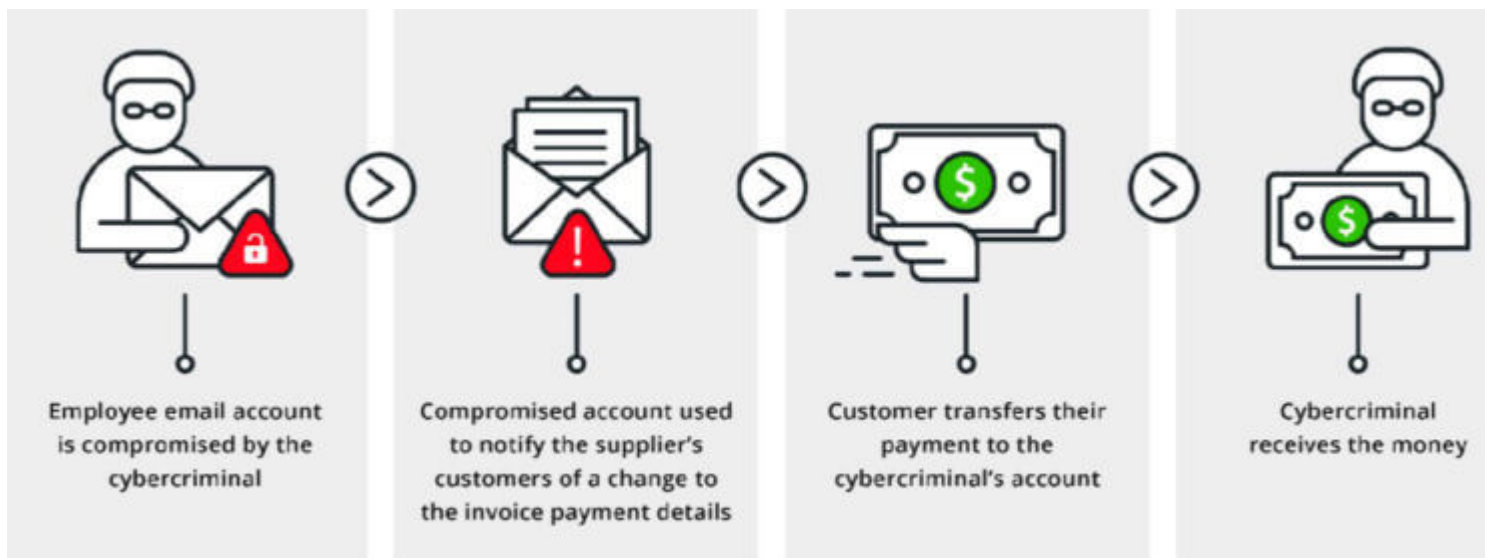 Employee email account
is compromised by the
cybercriminal
Compromised account used
to notify the supplier's
customers of a change to
the invoice payment details
$
Customer transfers their
payment to the
cybercriminal's account
$
Cybercriminal
receives the money